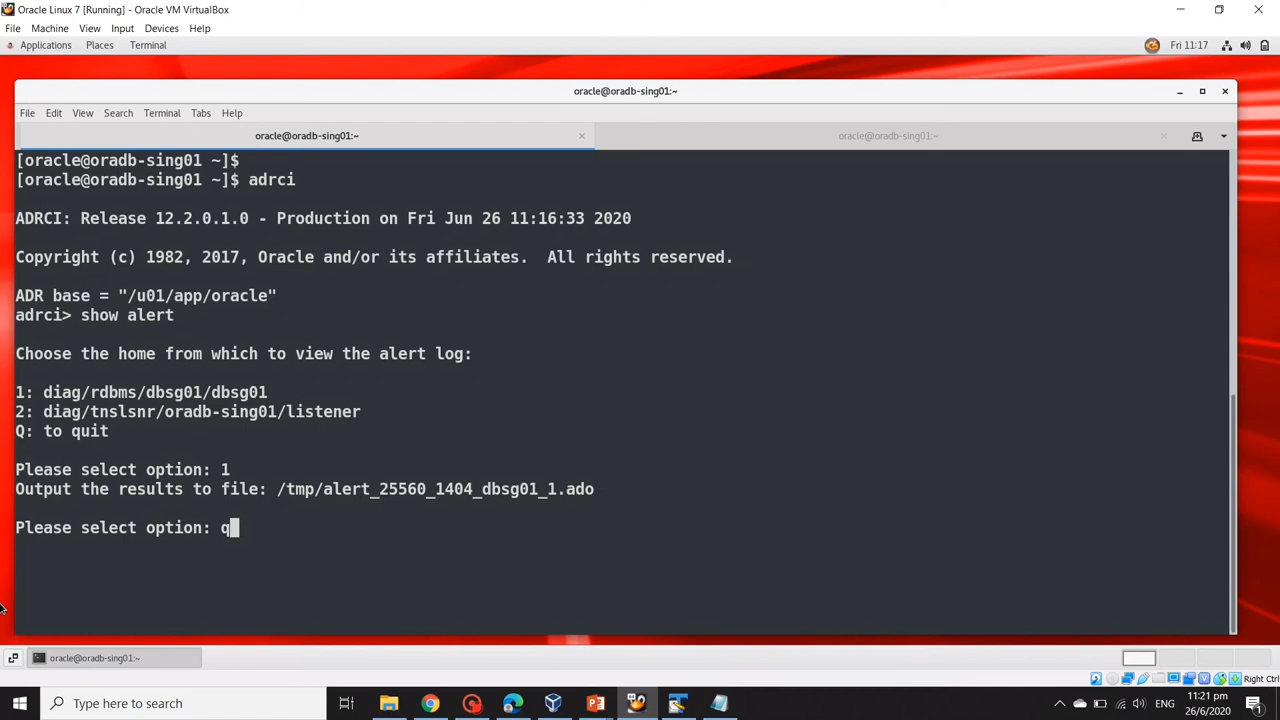 Oracle Linux 7 [Running] - Oracle VM VirtualBox
File Machine View Input Devices Help
Applications Places Terminal Fri 11:17
oracle@oradb-sing01:~
File Edit View Search Terminal Tabs Help
oracle@oradb-sing01:~ oracle@oradb-sing01:~
[oracle@oradb-sing01 ~]$
[oracle@oradb-sing01 ~]$ adrci
ADRCI: Release 12.2.0.1.0 - Production on Fri Jun 26 11:16:33 2020
Copyright (c) 1982, 2017, Oracle and/or its affiliates.  All rights reserved.
ADR base = "/u01/app/oracle"
adrci> show alert
Choose the home from which to view the alert log:
1: diag/rdbms/dbsg01/dbsg01
2: diag/tnslsnr/oradb-sing01/listener
Q: to quit
Please select option: 1
Output the results to file: /tmp/alert_25560_1404_dbsg01_1.ado
Please select option: q
oracle@oradb-sing01:~
Right Ctrl
Type here to search
ENG
11:21 pm
26/6/2020
1